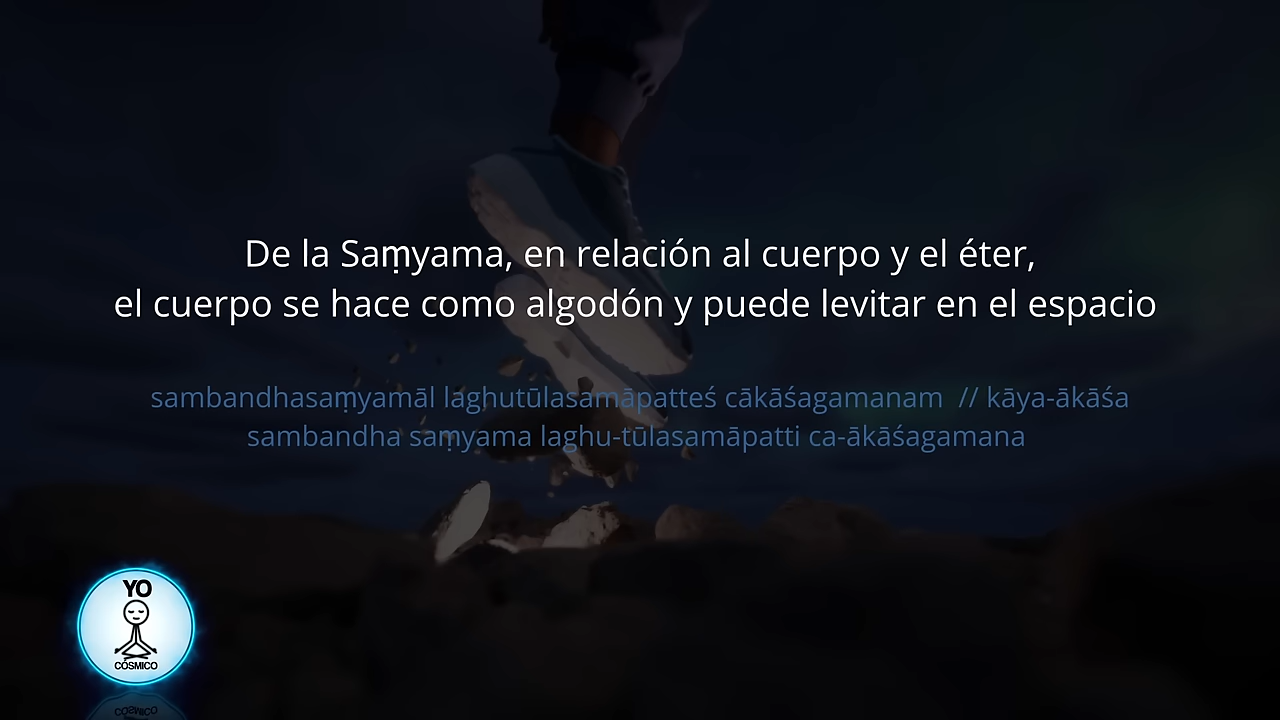 De la Saṃyama, en relación al cuerpo y el éter,
el cuerpo se hace como algodón y puede levitar en el espacio
sambandhasaṃyamāl laghutūlasamāpatteś cākāśagamanam // kāya-ākāśa
sambandha saṃyama laghu-tūlasamāpatti ca-ākāśagamana
YO
CÓSMICO